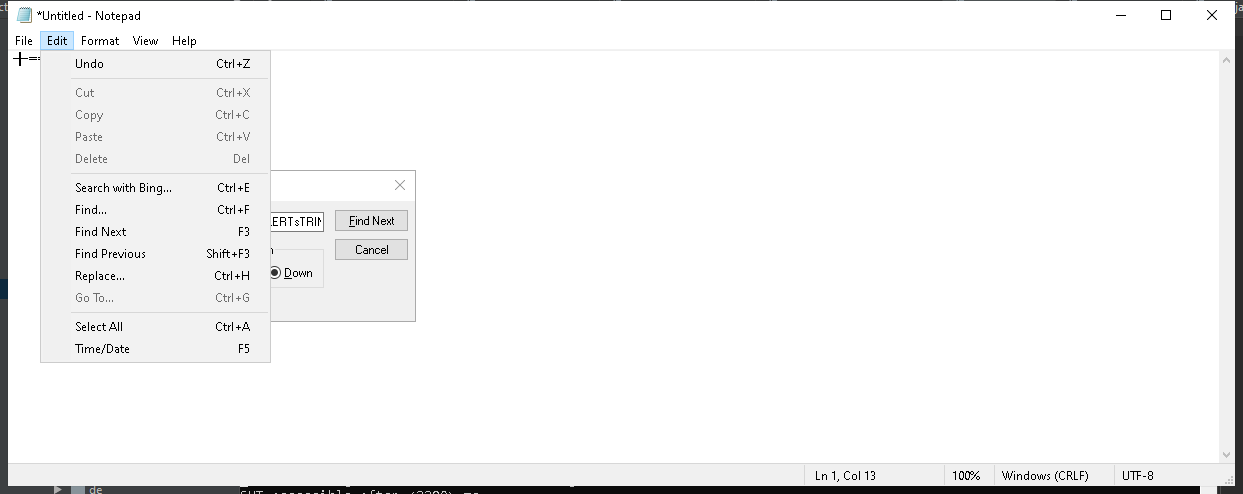 *Untitled - Notepad
File Edit Format View Help
Undo Ctrl+Z
Cut Ctrl+X
Copy Ctrl+C
Paste Ctrl+V
Delete Del
Search with Bing... Ctrl+E
Find... Ctrl+F
Find Next F3
Find Previous Shift+F3
Replace... Ctrl+H
Go To... Ctrl+G
Select All Ctrl+A
Time/Date F5
Find Next
Cancel
Down
Ln 1, Col 13 100% Windows (CRLF) UTF-8
de